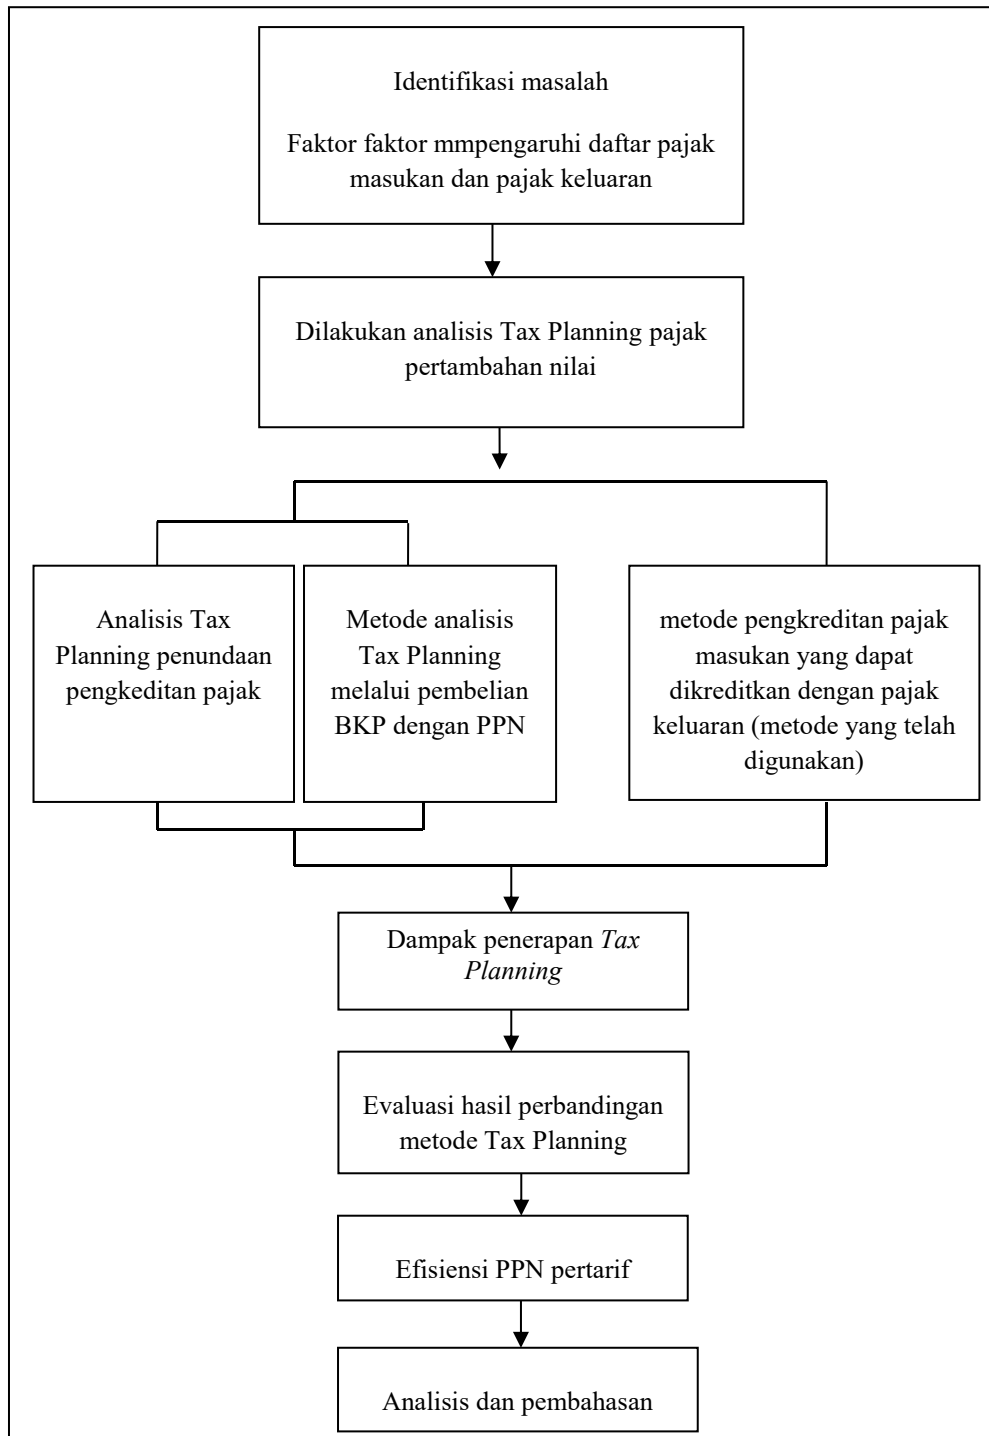 Identifikasi masalah
Faktor faktor mmpengaruhi daftar pajak
masukan dan pajak keluaran
Dilakukan analisis Tax Planning pajak
pertambahan nilai
Analisis Tax
Planning penundaan
pengkeditan pajak
Metode analisis
Tax Planning
melalui pembelian
BKP dengan PPN
metode pengkreditan pajak
masukan yang dapat
dikreditkan dengan pajak
keluaran (metode yang telah
digunakan)
Dampak penerapan Tax
Planning
Evaluasi hasil perbandingan
metode Tax Planning
Efisiensi PPN pertarif
Analisis dan pembahasan